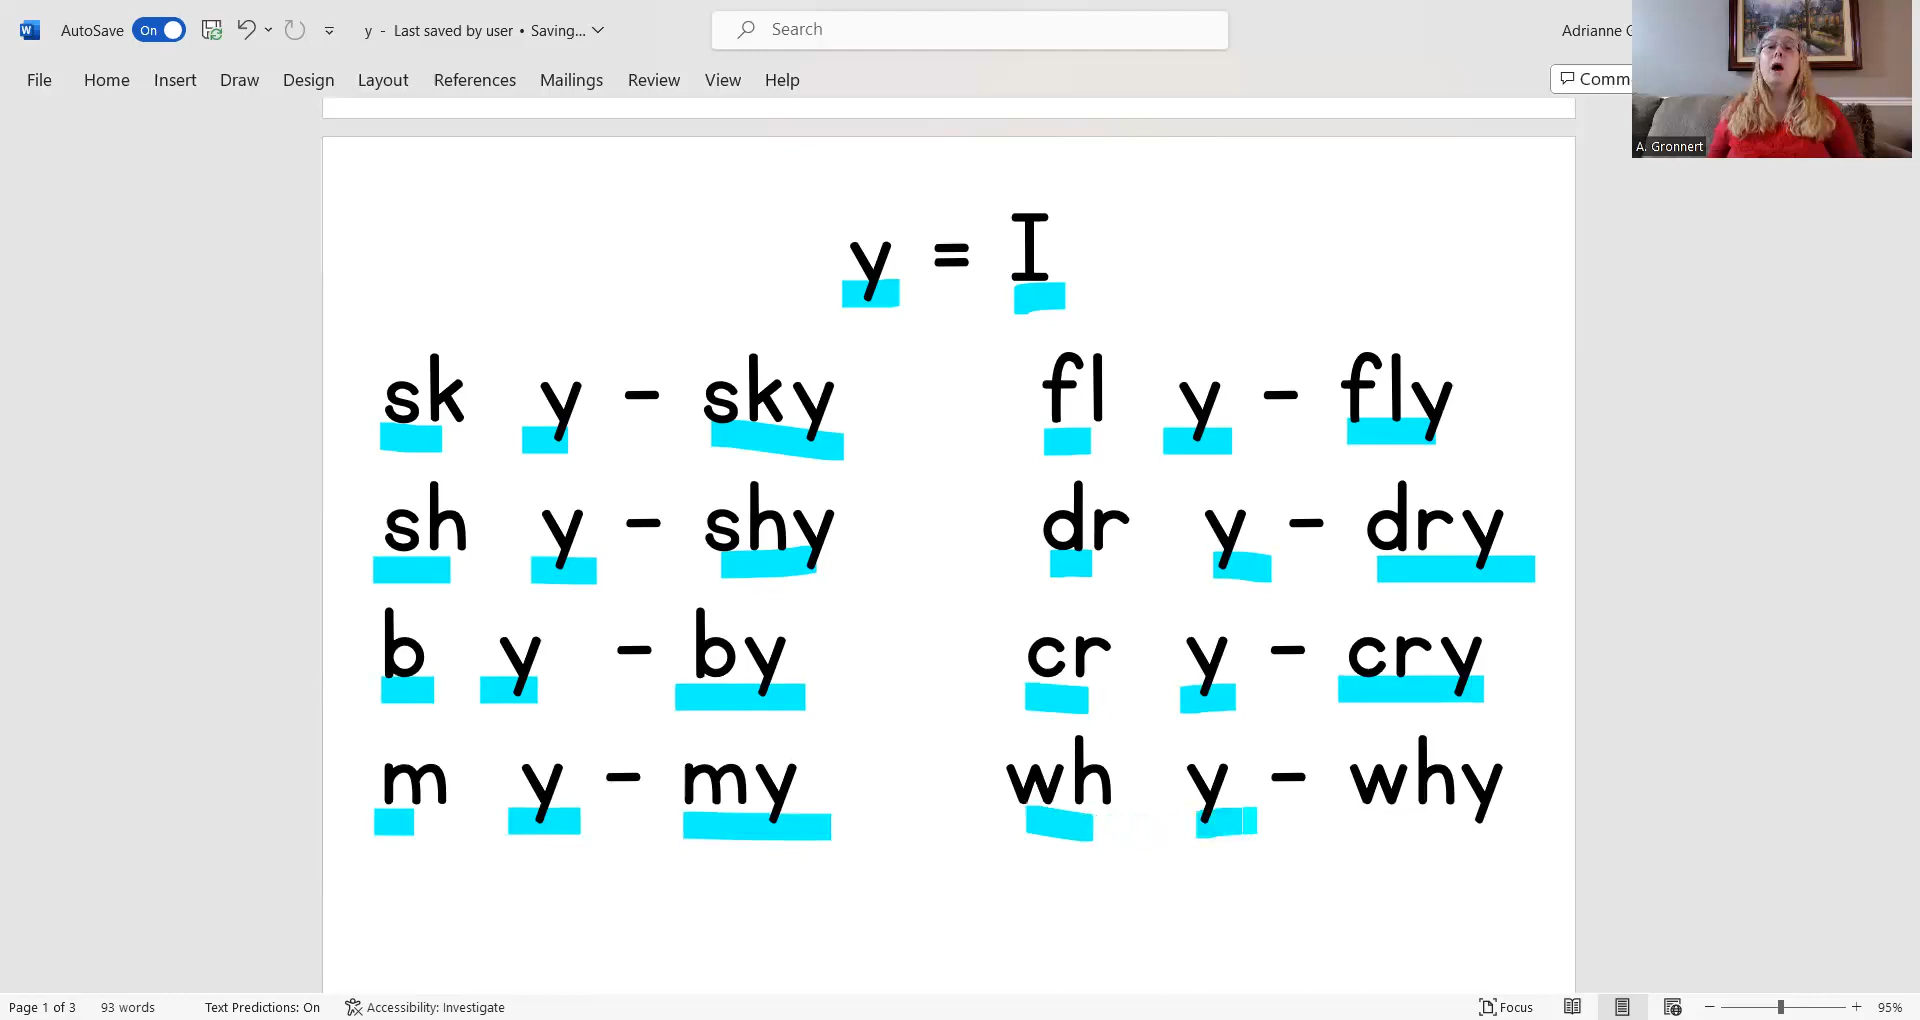 AutoSave On y - Last saved by user • Saving... Search Adrianne G
File Home Insert Draw Design Layout References Mailings Review View Help Comm
A. Gronnert
y = I
sk y - sky fl y - fly
sh y - shy dr y - dry
b y - by cr y - cry
m y - my wh y - why
Page 1 of 3 93 words Text Predictions: On Accessibility: Investigate Focus 95%